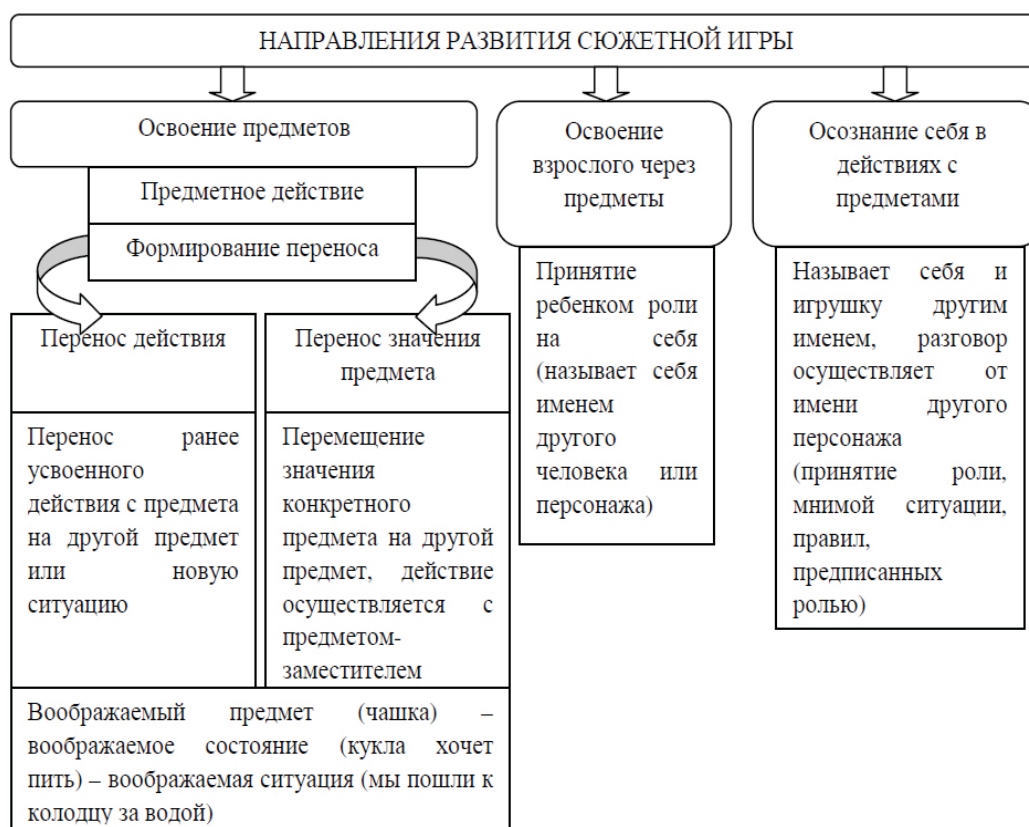 НАПРАВЛЕНИЯ РАЗВИТИЯ СЮЖЕТНОЙ ИГРЫ
Освоение предметов
Предметное действие
Формирование переноса
Перенос действия
Перенос ранее
усвоенного
действия с предмета
на другой предмет
или новую
ситуацию
Перенос значения
предмета
Перемещение
значения
конкретного
предмета на другой
предмет, действие
осуществляется с
предметом-
заместителем
Воображаемый предмет (чашка) –
воображаемое состояние (кукла хочет
пить) – воображаемая ситуация (мы пошли к
колодцу за водой)
Освоение
взрослого через
предметы
Принятие
ребенком роли
на себя
(называет себя
именем
другого
человека или
персонажа)
Осознание себя в
действиях с
предметами
Называет себя и
игрушку другим
именем, разговор
осуществляет от
имени другого
персонажа
(принятие роли,
мнимой ситуации,
правил,
предписанных
ролью)